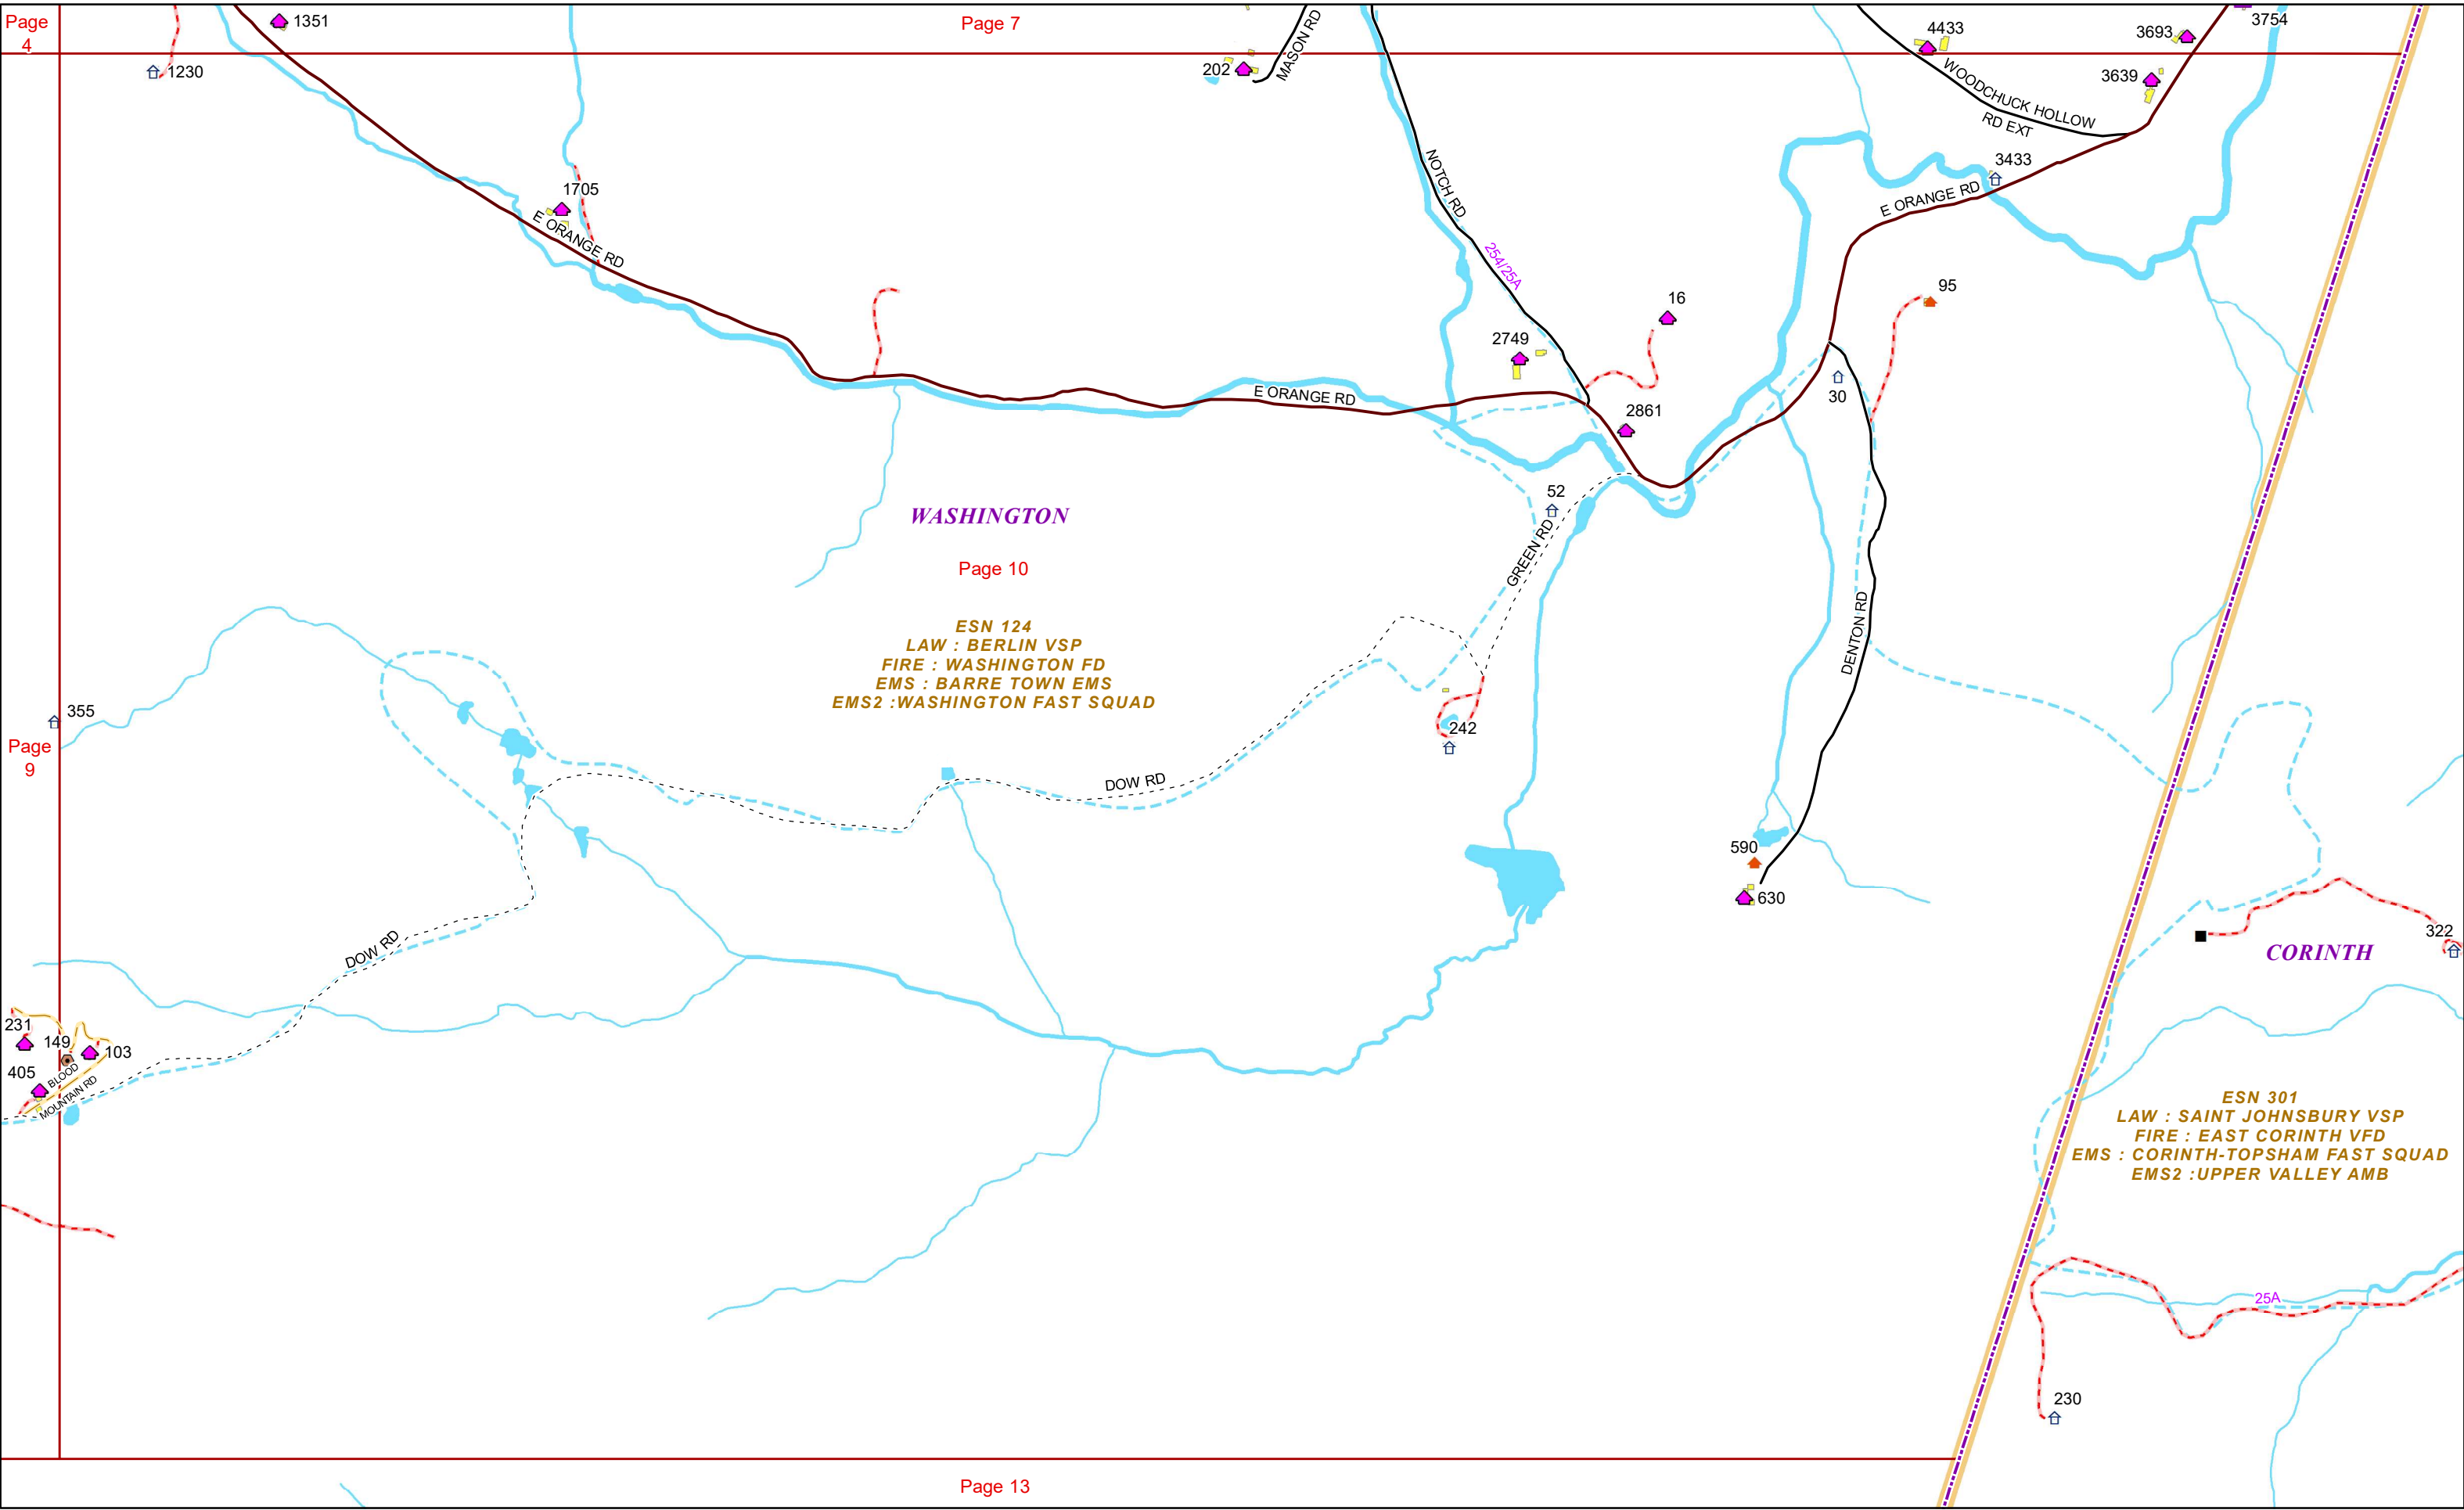 Page
4
1351
Page 7
MASON RD
4433
3693
3754
1230
202
3639
WOODCHUCK HOLLOW
RD EXT
NOTCH RD
3433
1705
E ORANGE RD
E ORANGE RD
254/25A
95
16
2749
E ORANGE RD
30
2861
52
WASHINGTON
GREEN RD
Page 10
ESN 124
LAW : BERLIN VSP
FIRE : WASHINGTON FD
EMS : BARRE TOWN EMS
EMS2 :WASHINGTON FAST SQUAD
DENTON RD
355
242
Page
9
DOW RD
590
630
DOW RD
322
CORINTH
231
149
103
405
BLOOD
MOUNTAIN RD
ESN 301
LAW : SAINT JOHNSBURY VSP
FIRE : EAST CORINTH VFD
EMS : CORINTH-TOPSHAM FAST SQUAD
EMS2 :UPPER VALLEY AMB
25A
230
Page 13